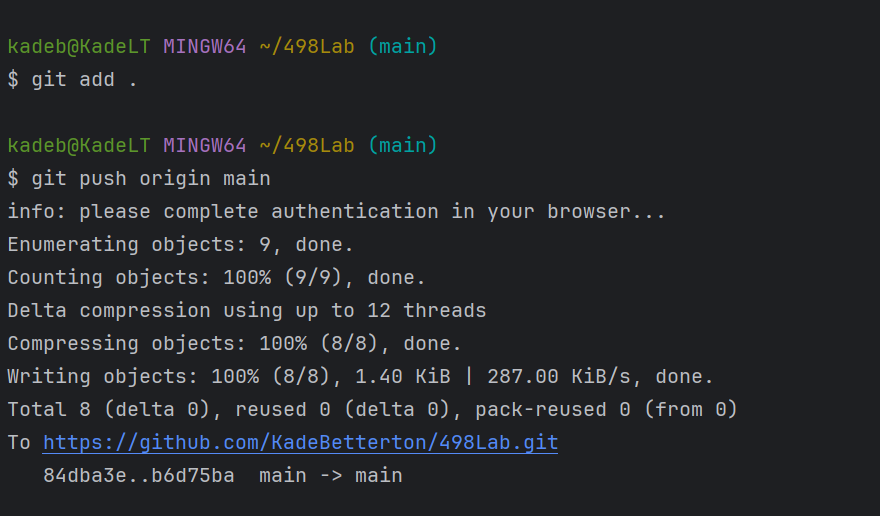 kadeb@KadeLT MINGW64 ~/498Lab (main)
$ git add .
kadeb@KadeLT MINGW64 ~/498Lab (main)
$ git push origin main
info: please complete authentication in your browser...
Enumerating objects: 9, done.
Counting objects: 100% (9/9), done.
Delta compression using up to 12 threads
Compressing objects: 100% (8/8), done.
Writing objects: 100% (8/8), 1.40 KiB | 287.00 KiB/s, done.
Total 8 (delta 0), reused 0 (delta 0), pack-reused 0 (from 0)
To https://github.com/KadeBetterton/498Lab.git
   84dba3e..b6d75ba  main -> main